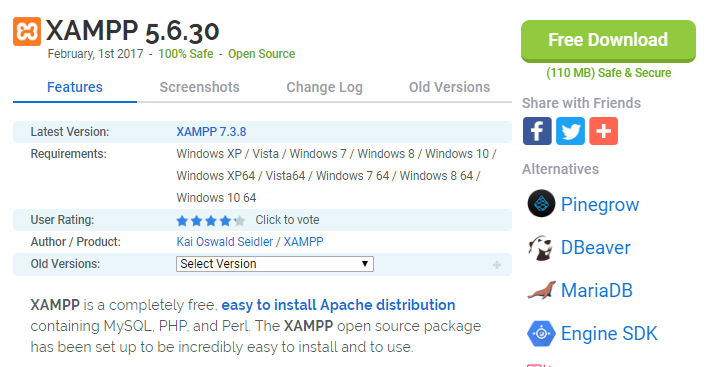 XAMPP 5.6.30
February, 1st 2017 - 100% Safe - Open Source
Features Screenshots Change Log Old Versions
Latest Version: XAMPP 7.3.8
Requirements: Windows XP / Vista / Windows 7 / Windows 8 / Windows 10 /
Windows XP64 / Vista64 / Windows 7 64 / Windows 8 64 /
Windows 10 64
User Rating: Click to vote
Author / Product: Kai Oswald Seidler / XAMPP
Old Versions: Select Version
XAMPP is a completely free, easy to install Apache distribution
containing MySQL, PHP, and Perl. The XAMPP open source package
has been set up to be incredibly easy to install and to use.
Free Download
(110 MB) Safe & Secure
Share with Friends
Alternatives
Pinegrow
DBeaver
MariaDB
Engine SDK